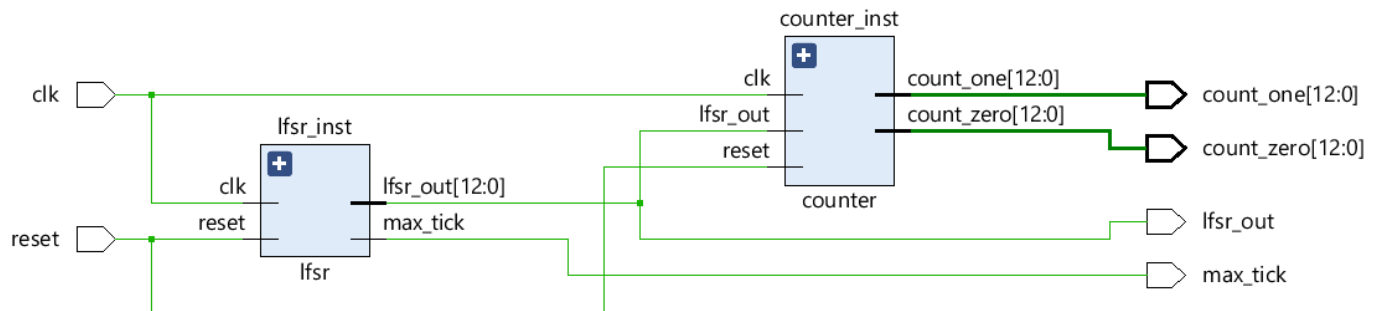 counter_inst
clk
clk
count_one[12:0]
count_one[12:0]
lfsr_out
count_zero[12:0]
lfsr_inst
reset
count_zero[12:0]
clk
lfsr_out[12:0]
counter
reset
reset
max_tick
lfsr_out
lfsr
max_tick